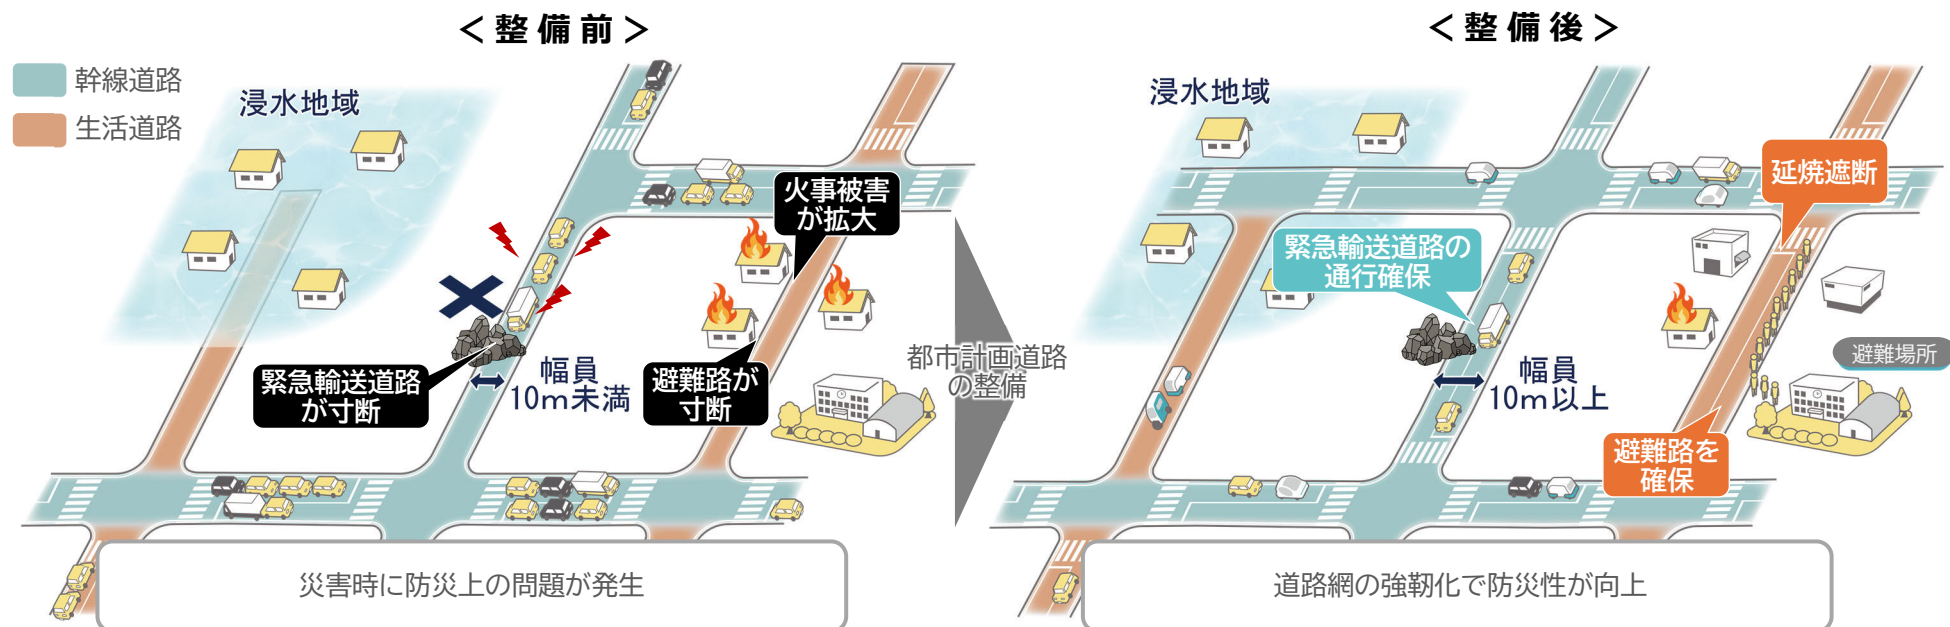 ＜整備前＞
幹線道路
生活道路
浸水地域
火事被害
が拡大
緊急輸送道路
が寸断
幅員
10m未満
避難路が
寸断
災害時に防災上の問題が発生
都市計画道路
の整備
＜整備後＞
浸水地域
延焼遮断
緊急輸送道路の
通行確保
幅員
10m以上
避難場所
避難路を
確保
道路網の強靭化で防災性が向上